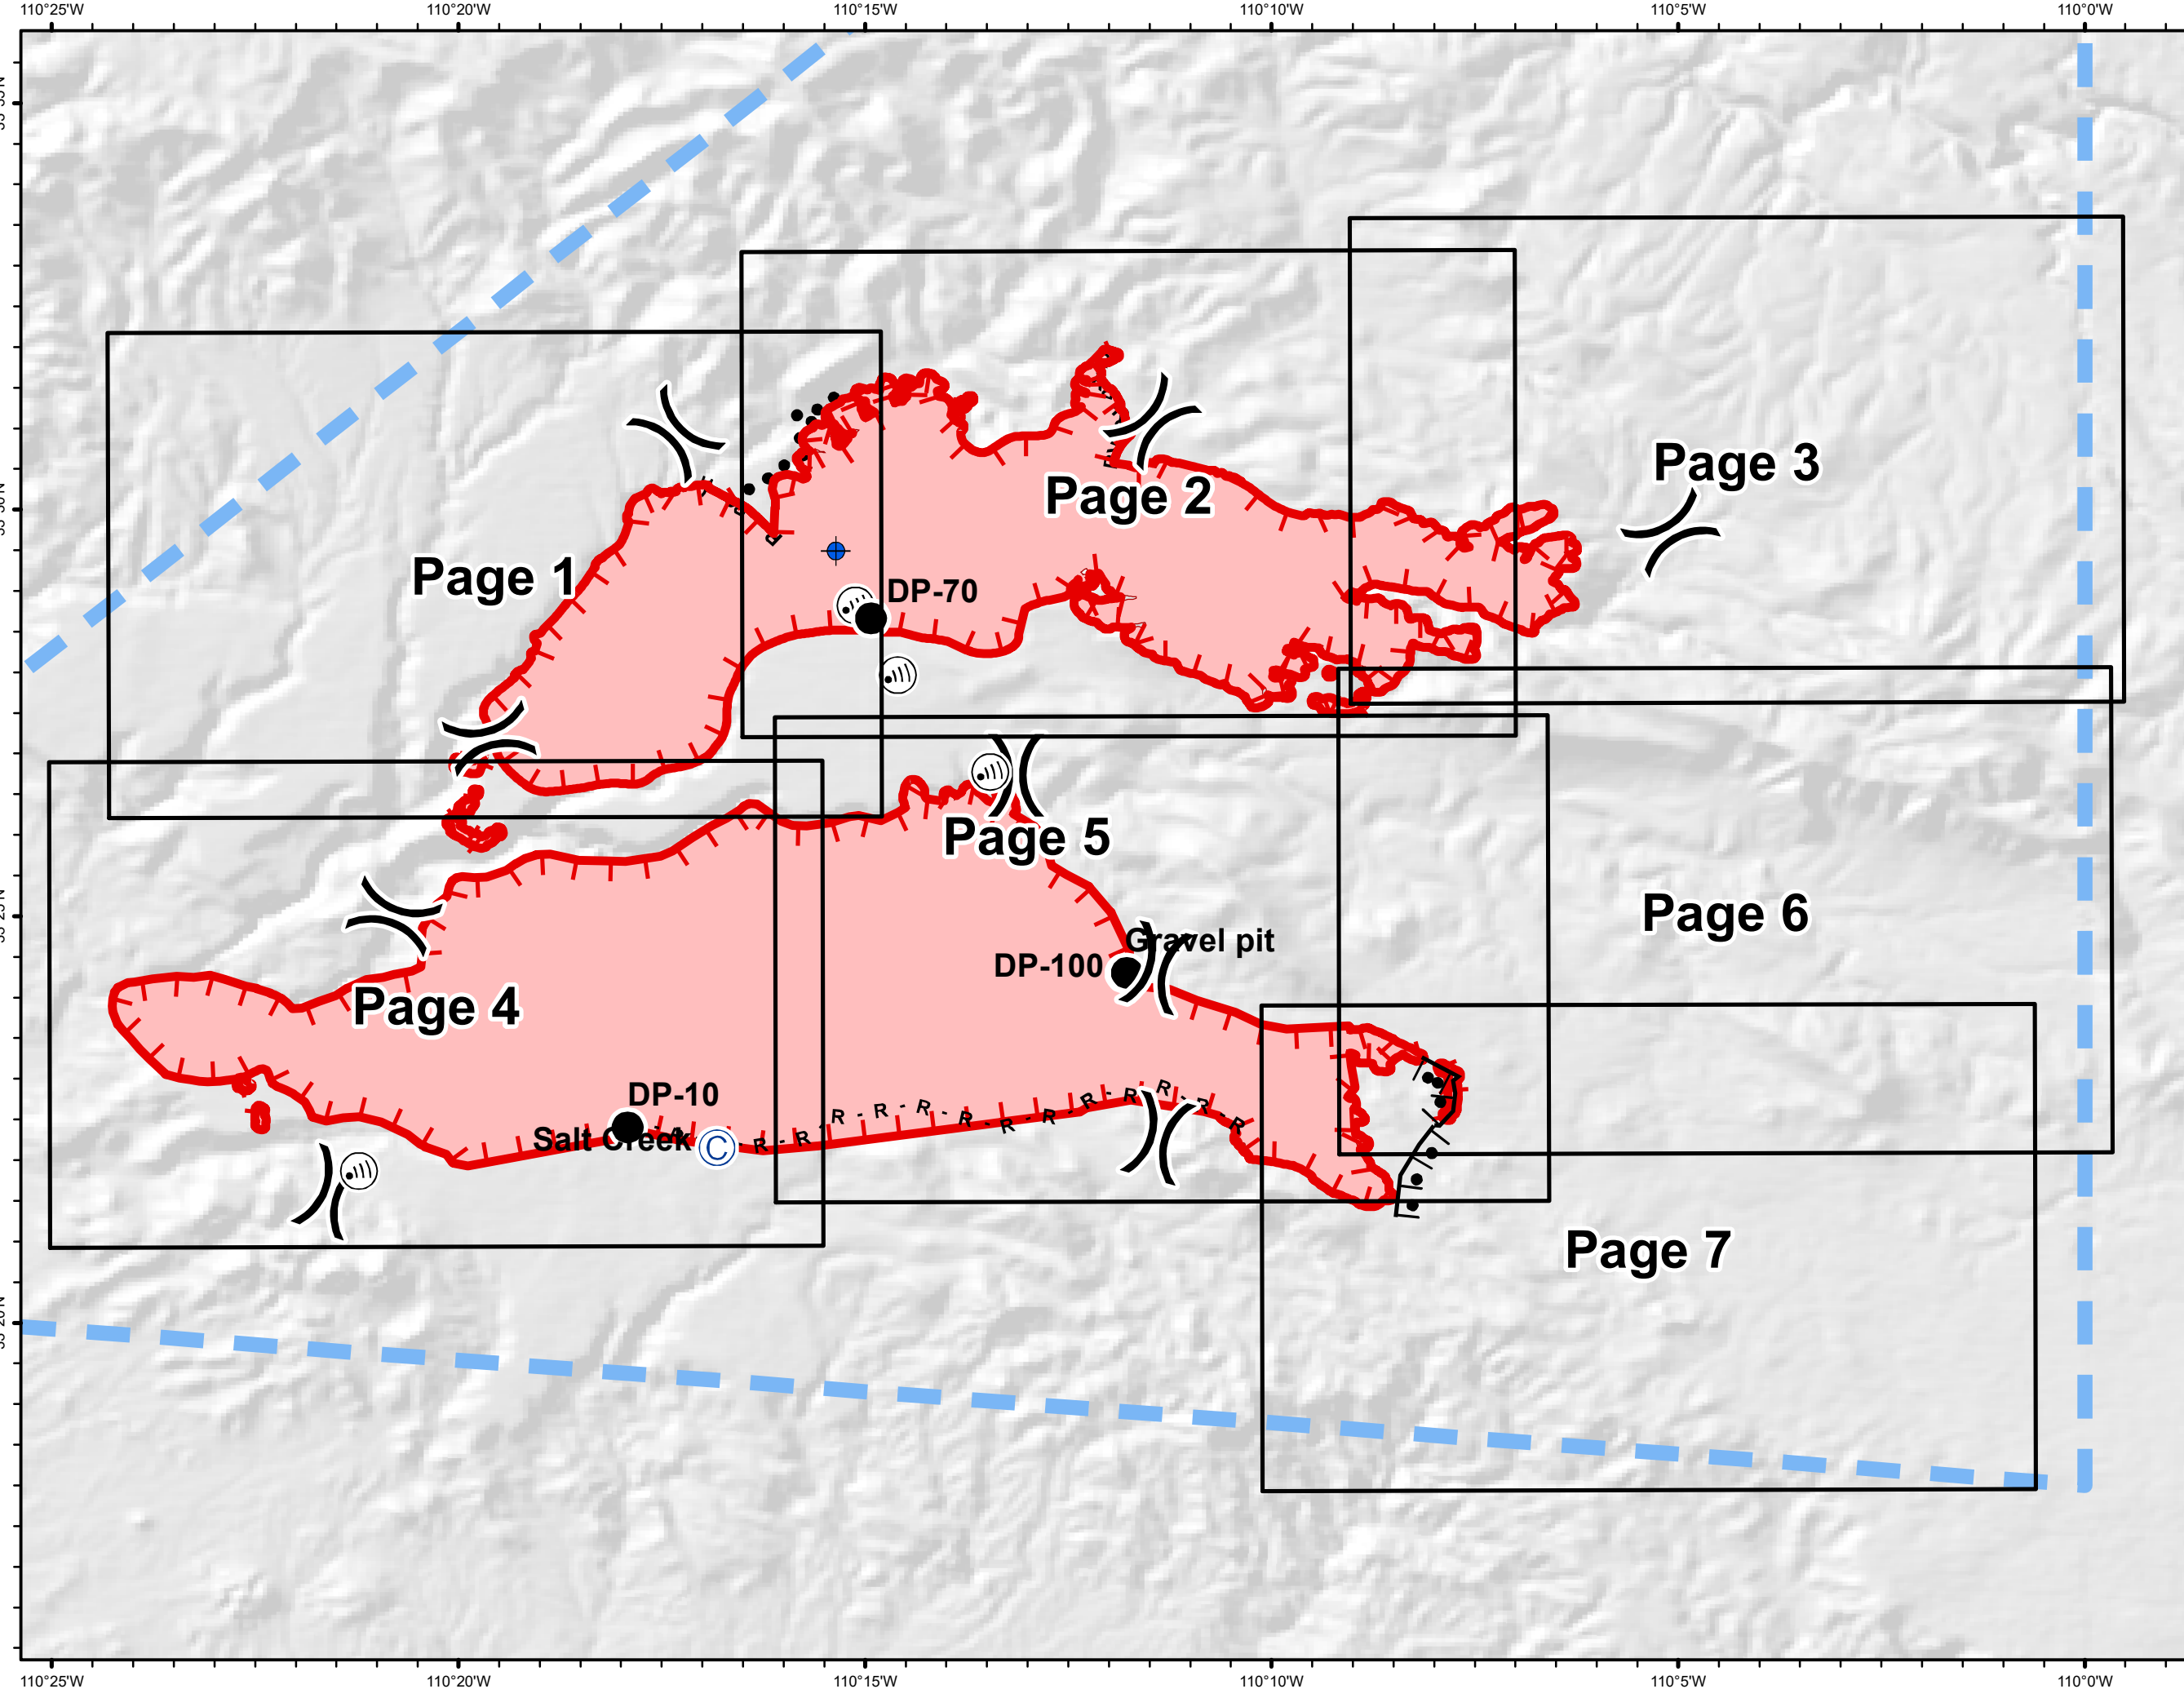 110°25'W 110°20'W 110°15'W 110°10'W 110°5'W 110°0'W
Page 3
Page 2
Page 1
DP-70
Page 5
Page 6
Gravel pit
DP-100
Page 4
DP-10
Salt Creek
C
R - R - R - R - R - R - R - R - R - R - R - R
Page 7
110°25'W 110°20'W 110°15'W 110°10'W 110°5'W 110°0'W